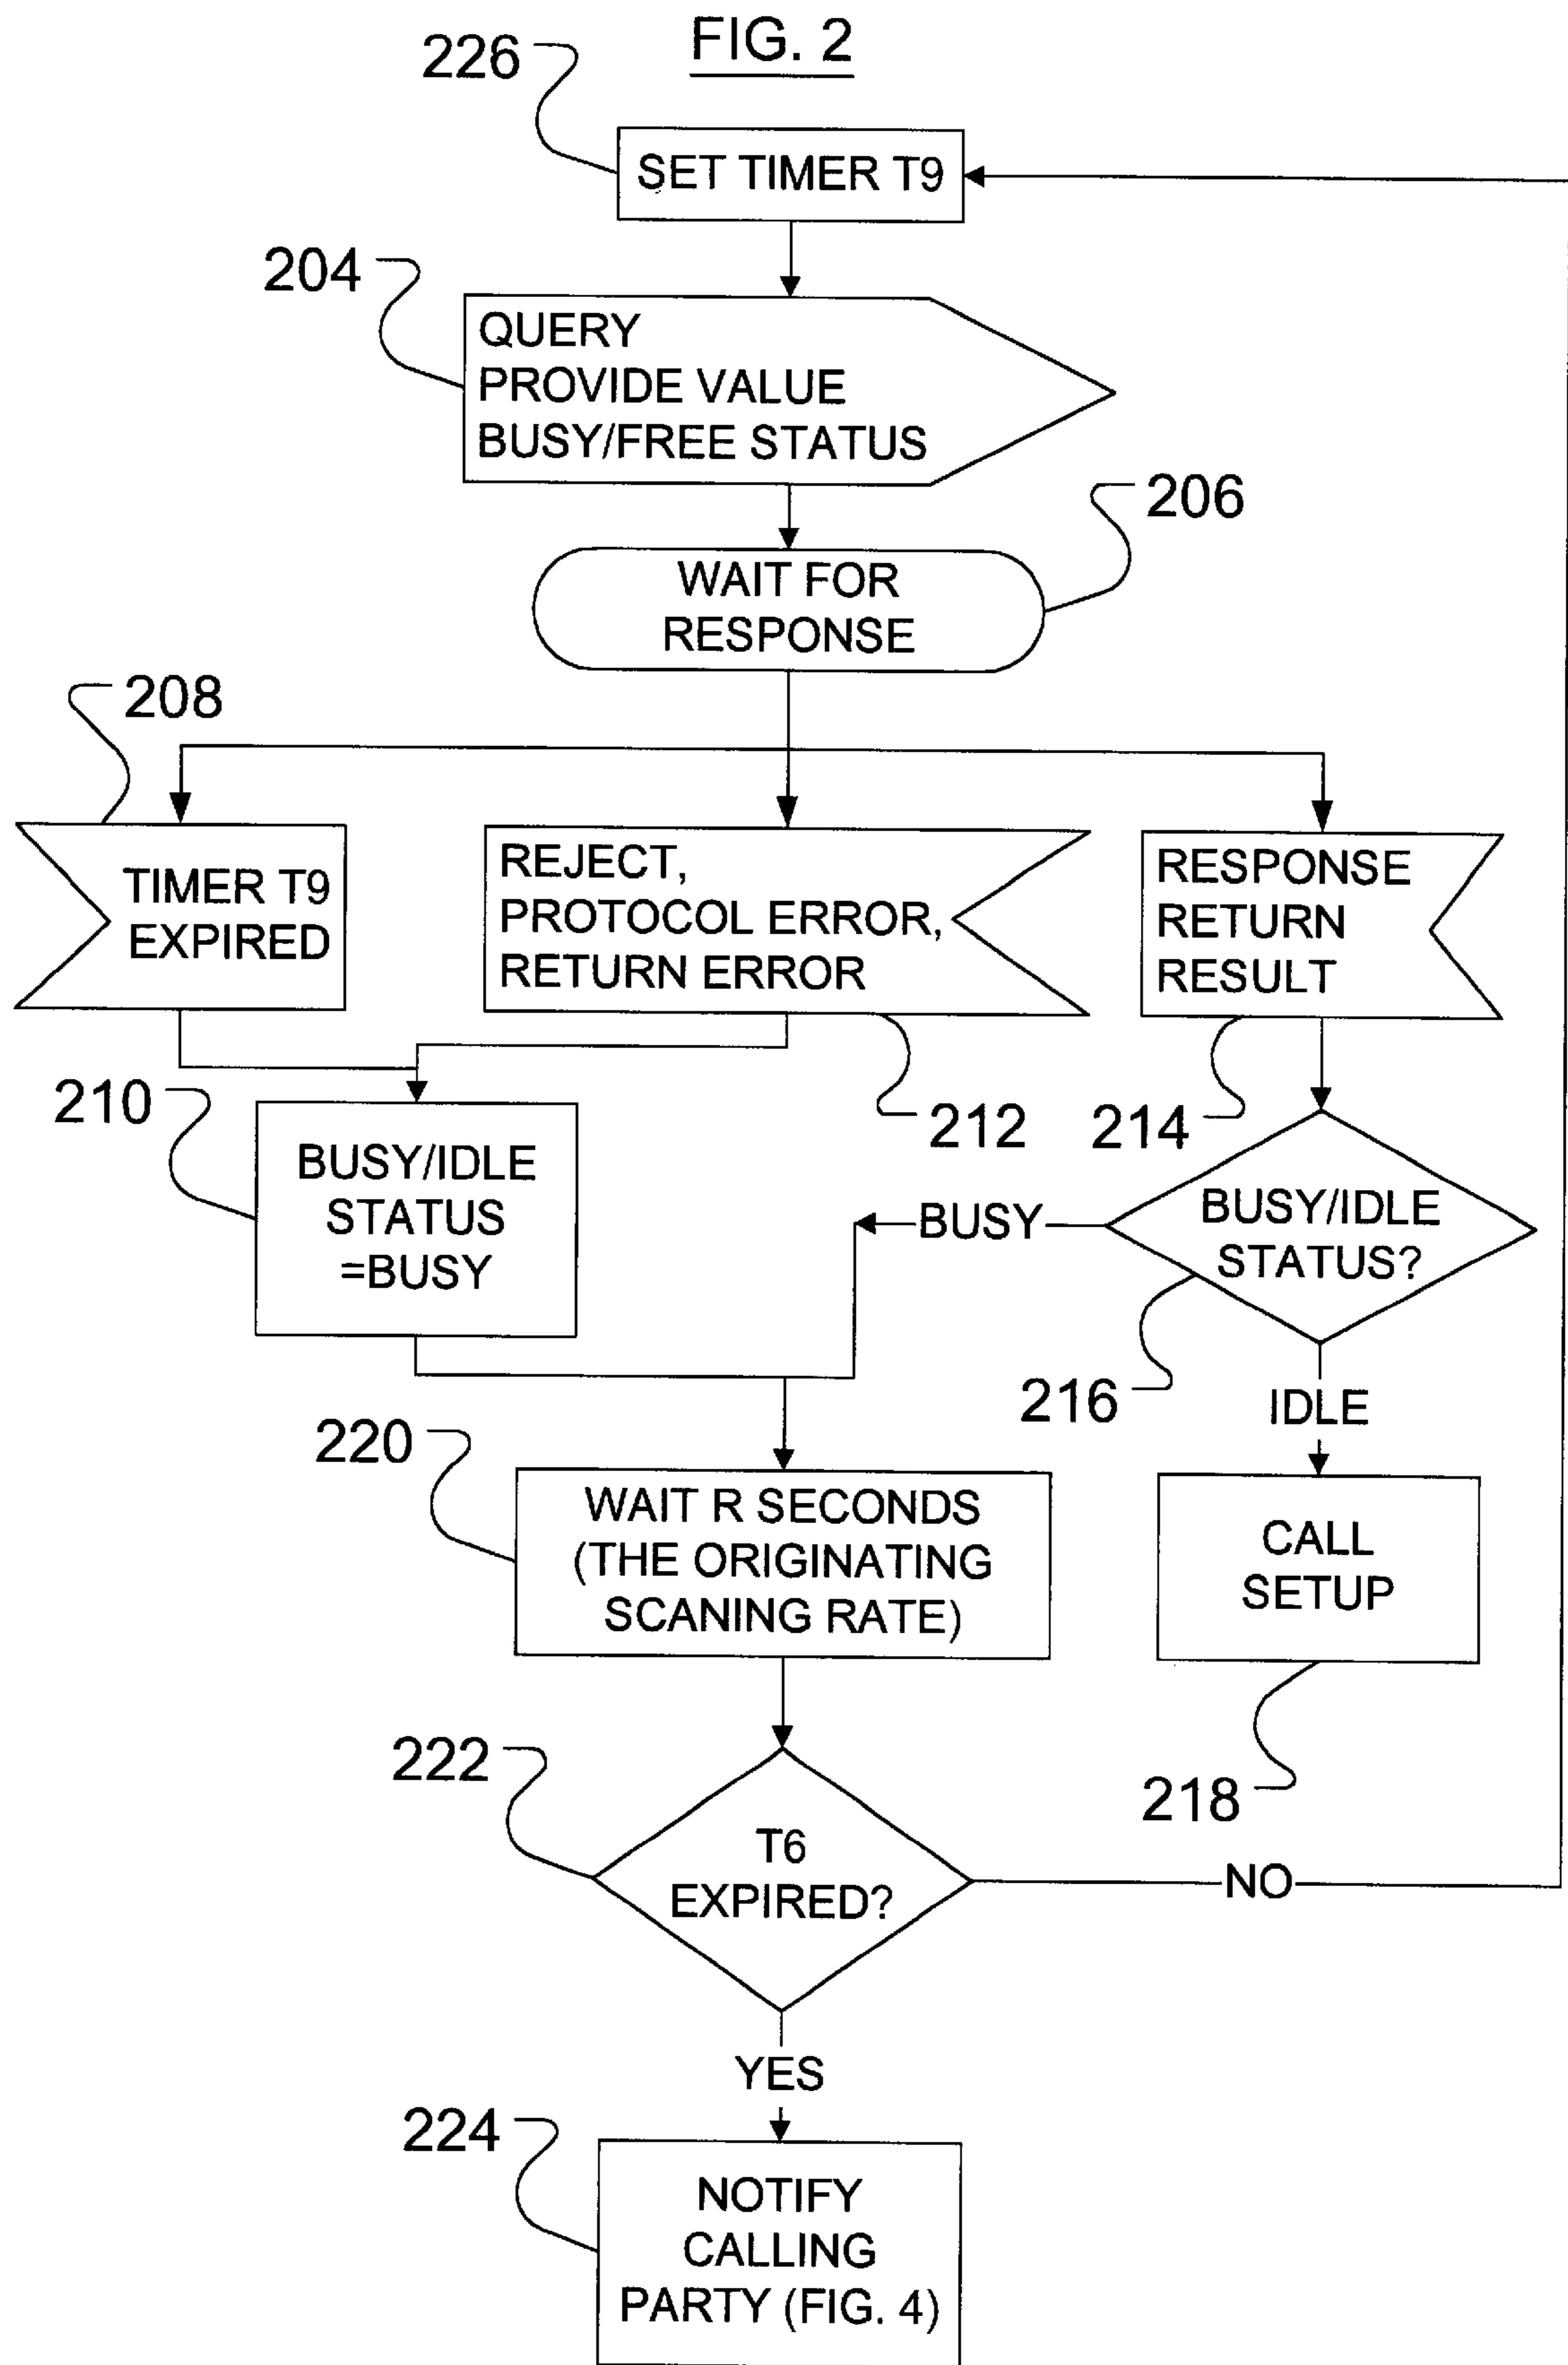 FIG. 2
226
SET TIMER T9
204
QUERY
PROVIDE VALUE
BUSY/FREE STATUS
206
WAIT FOR
RESPONSE
208
TIMER T9
EXPIRED
REJECT,
PROTOCOL ERROR,
RETURN ERROR
RESPONSE
RETURN
RESULT
210
212
214
BUSY/IDLE
STATUS
=BUSY
BUSY
BUSY/IDLE
STATUS?
216
IDLE
220
WAIT R SECONDS
(THE ORIGINATING
SCANING RATE)
CALL
SETUP
222
218
T6
EXPIRED?
NO
YES
224
NOTIFY
CALLING
PARTY (FIG. 4)